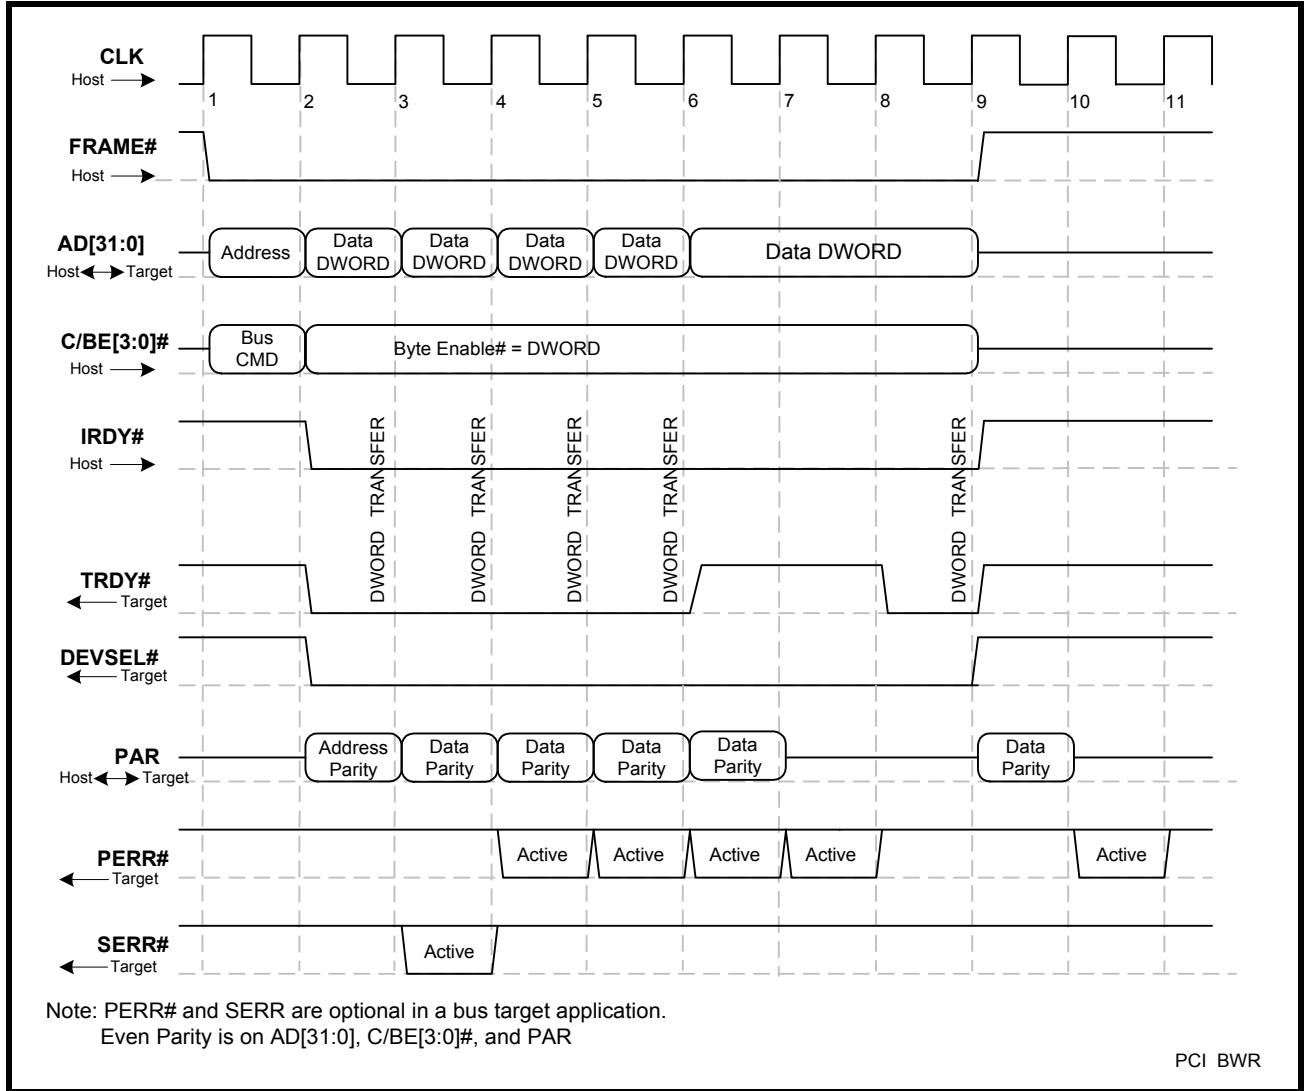 CLK
Host
1 2 3 4 5 6 7 8 9 10 11
FRAME#
Host
AD[31:0]
Host Target
Address
Data
DWORD
Data
DWORD
Data
DWORD
Data
DWORD
Data DWORD
C/BE[3:0]#
Host
Bus
CMD
Byte Enable# = DWORD
IRDY#
Host
DWORD TRANSFER
DWORD TRANSFER
DWORD TRANSFER
DWORD TRANSFER
DWORD TRANSFER
TRDY#
Target
DEVSEL#
Target
PAR
Host Target
Address
Parity
Data
Parity
Data
Parity
Data
Parity
Data
Parity
Data
Parity
PERR#
Target
Active Active Active Active Active
SERR#
Target
Active
Note: PERR# and SERR are optional in a bus target application.
Even Parity is on AD[31:0], C/BE[3:0]#, and PAR
PCI BWR